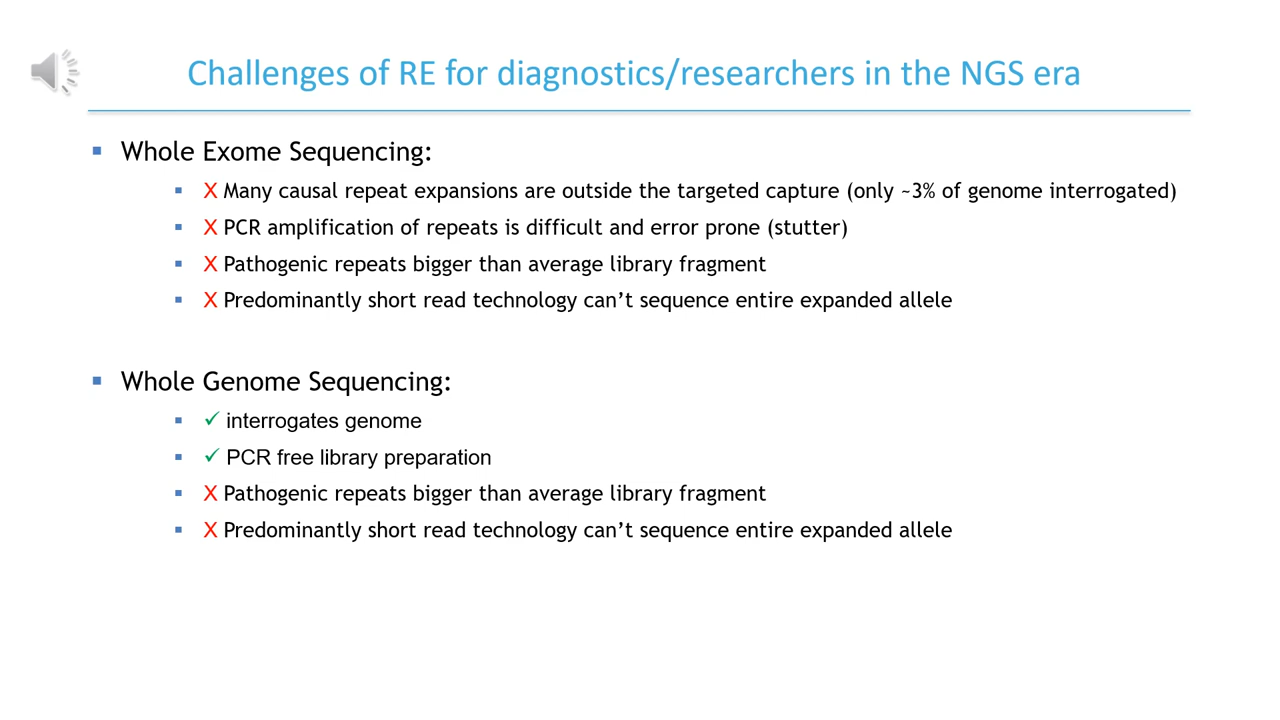 Challenges of RE for diagnostics/researchers in the NGS era
▪ Whole Exome Sequencing:
▪ X Many causal repeat expansions are outside the targeted capture (only ~3% of genome interrogated)
▪ X PCR amplification of repeats is difficult and error prone (stutter)
▪ X Pathogenic repeats bigger than average library fragment
▪ X Predominantly short read technology can’t sequence entire expanded allele
▪ Whole Genome Sequencing:
▪ ✓ interrogates genome
▪ ✓ PCR free library preparation
▪ X Pathogenic repeats bigger than average library fragment
▪ X Predominantly short read technology can’t sequence entire expanded allele